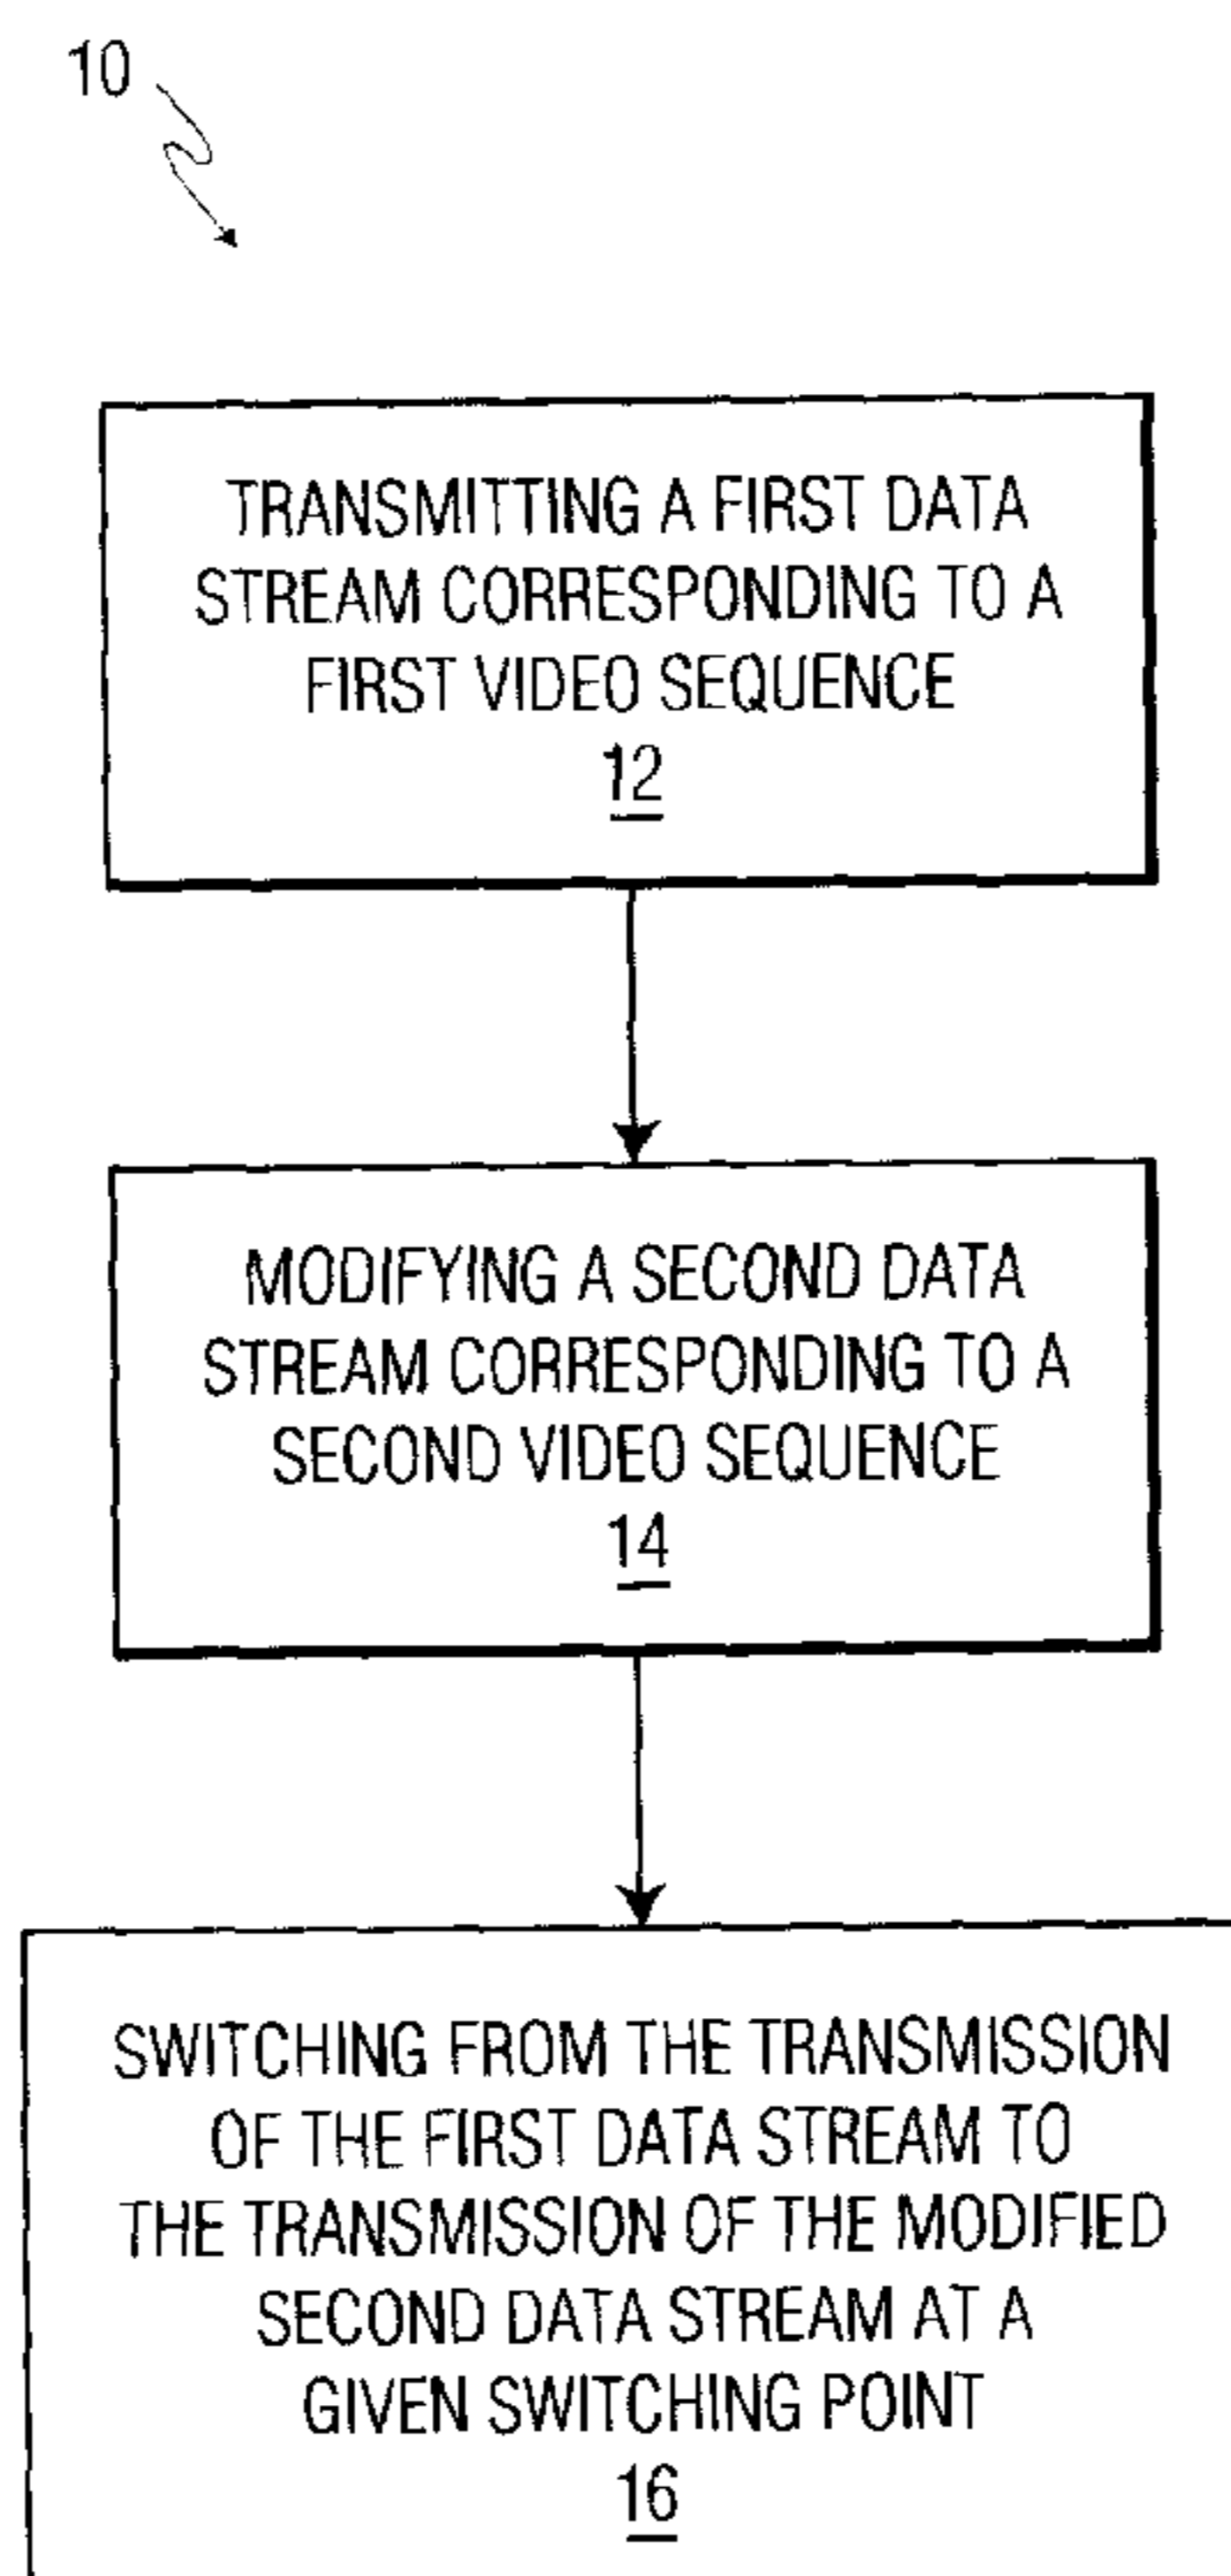 10
TRANSMITTING A FIRST DATA
STREAM CORRESPONDING TO A
FIRST VIDEO SEQUENCE
12
MODIFYING A SECOND DATA
STREAM CORRESPONDING TO A
SECOND VIDEO SEQUENCE
14
SWITCHING FROM THE TRANSMISSION
OF THE FIRST DATA STREAM TO
THE TRANSMISSION OF THE MODIFIED
SECOND DATA STREAM AT A
GIVEN SWITCHING POINT
16